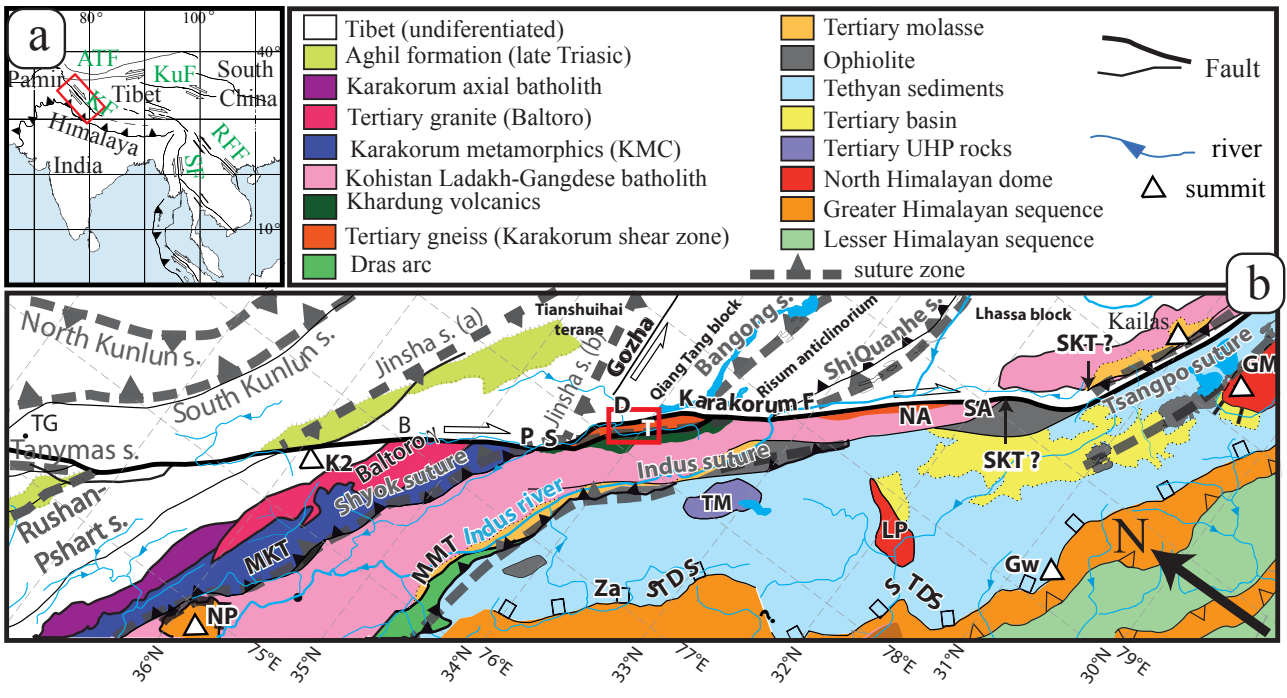 a
80°
100°
40°
ATF
Pamir
KuF
South
China
KF
Tibet
Himalaya
India
RFF
SF
10°
Tibet (undiferentiated)
Aghil formation (late Triasic)
Karakorum axial batholith
Tertiary granite (Baltoro)
Karakorum metamorphics (KMC)
Kohistan Ladakh-Gangdese batholith
Khardung volcanics
Tertiary gneiss (Karakorum shear zone)
Dras arc
Tertiary molasse
Ophiolite
Tethyan sediments
Tertiary basin
Tertiary UHP rocks
North Himalayan dome
Greater Himalayan sequence
Lesser Himalayan sequence
suture zone
Fault
river
summit
b
North Kunlun s.
South Kunlun s.
Jinsha s. (a)
Tianshuihai
terane
Jinsha s. (b)
Gozha
QiangTang block
Bangong s.
Risum anticlinorium
ShiQuanhe s.
Lhassa block
Kailas
SKT ?
Tsangpo suture
GM
TG
Tanymas s.
Rushan-
Pshart s.
B
K2
Baltoro γ
Shyok suture
P. S.
D
T
Karakorum F
NA
SA
SKT ?
Indus suture
Indus river
TM
LP
MKT
MMT
NP
Za
STDS
S TDS
?
Gw
N
36°N
75°E
35°N
34°N
76°E
33°N
77°E
32°N
78°E
31°N
30°N
79°E